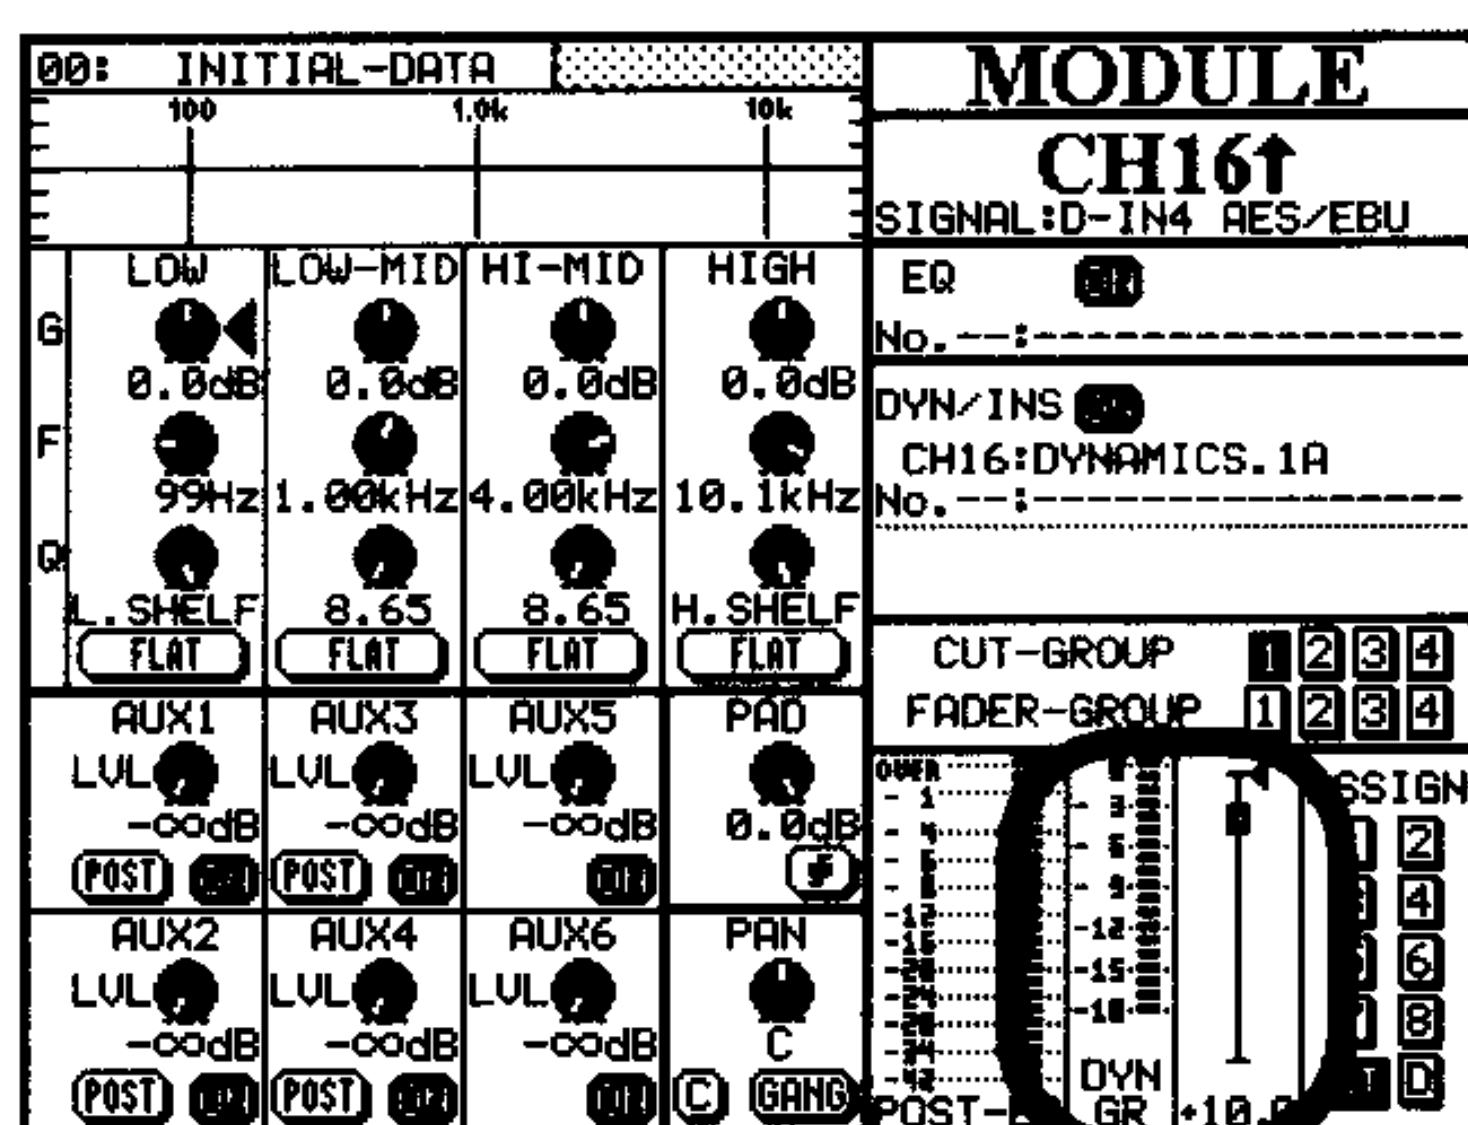 00: INITIAL-DATA
MODULE
100 1.0k 10k
CH16↑
SIGNAL:D-IN4 AES/EBU
LOW LOW-MID HI-MID HIGH
EQ
G
No.--:----------------
0.0dB 0.0dB 0.0dB 0.0dB
DYN/INS
F
CH16:DYNAMICS.1A
99Hz 1.00kHz 4.00kHz 10.1kHz
No.--:----------------
Q
L.SHELF 8.65 8.65 H.SHELF
FLAT FLAT FLAT FLAT
CUT-GROUP 1 2 3 4
FADER-GROUP 1 2 3 4
AUX1 AUX3 AUX5 PAD
LVL LVL LVL
OVER
-∞dB -∞dB -∞dB 0.0dB
POST POST
2
4
6
8
D
-12
-15
-18
AUX2 AUX4 AUX6 PAN
LVL LVL LVL
-∞dB -∞dB -∞dB C
POST POST C GANG
DYN
GR +10.0